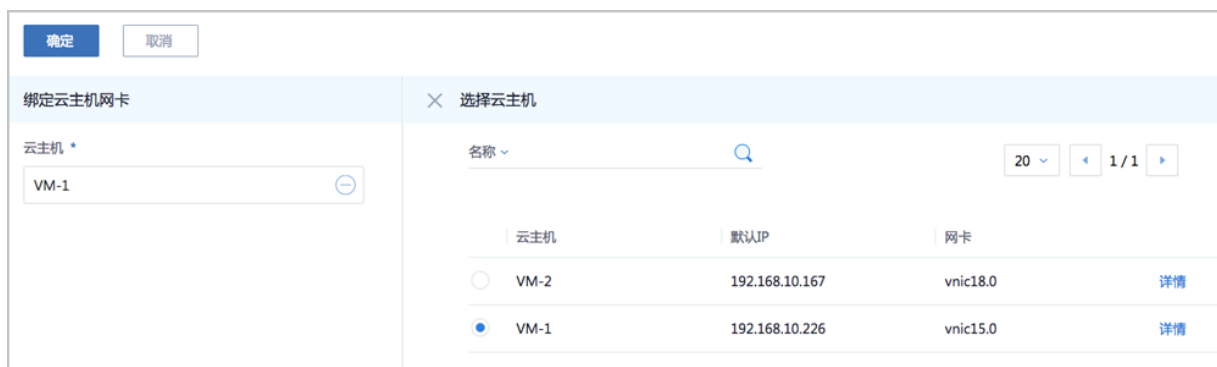 确定 取消
绑定云主机网卡
云主机 *
VM-1
选择云主机
名称
20 1 / 1
云主机 默认IP 网卡
VM-2 192.168.10.167 vnic18.0 详情
VM-1 192.168.10.226 vnic15.0 详情